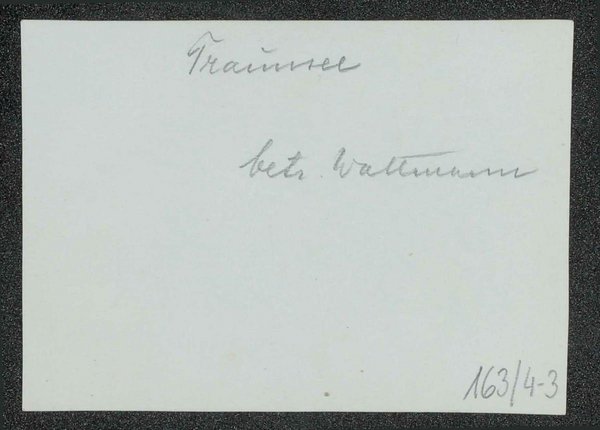 Traunsee
betr. Wattmann
163/4-3